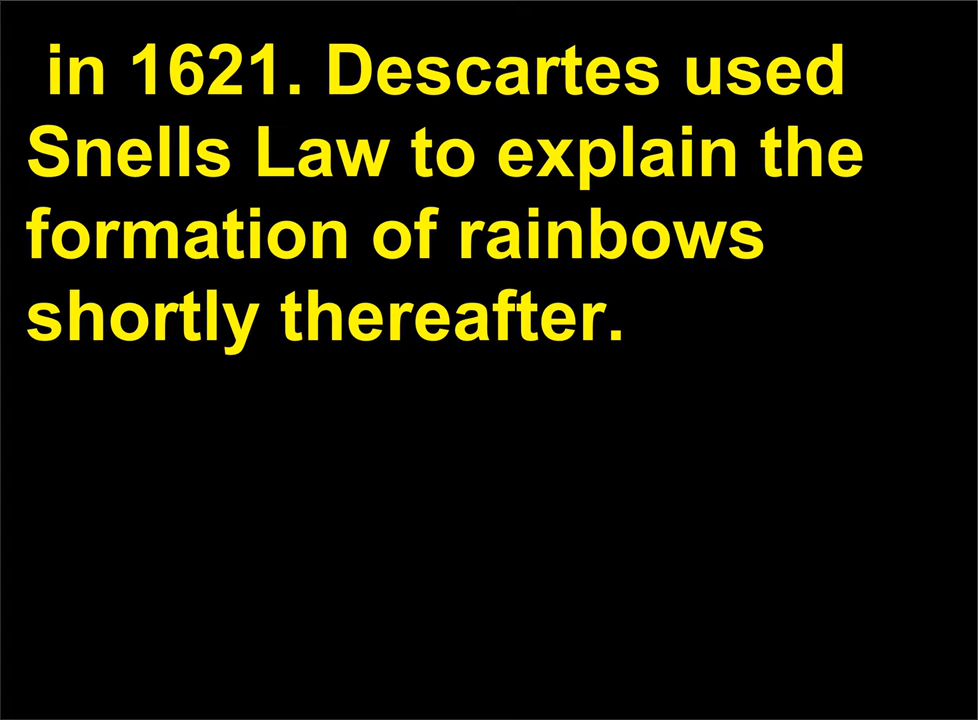 in 1621. Descartes used
Snells Law to explain the
formation of rainbows
shortly thereafter.